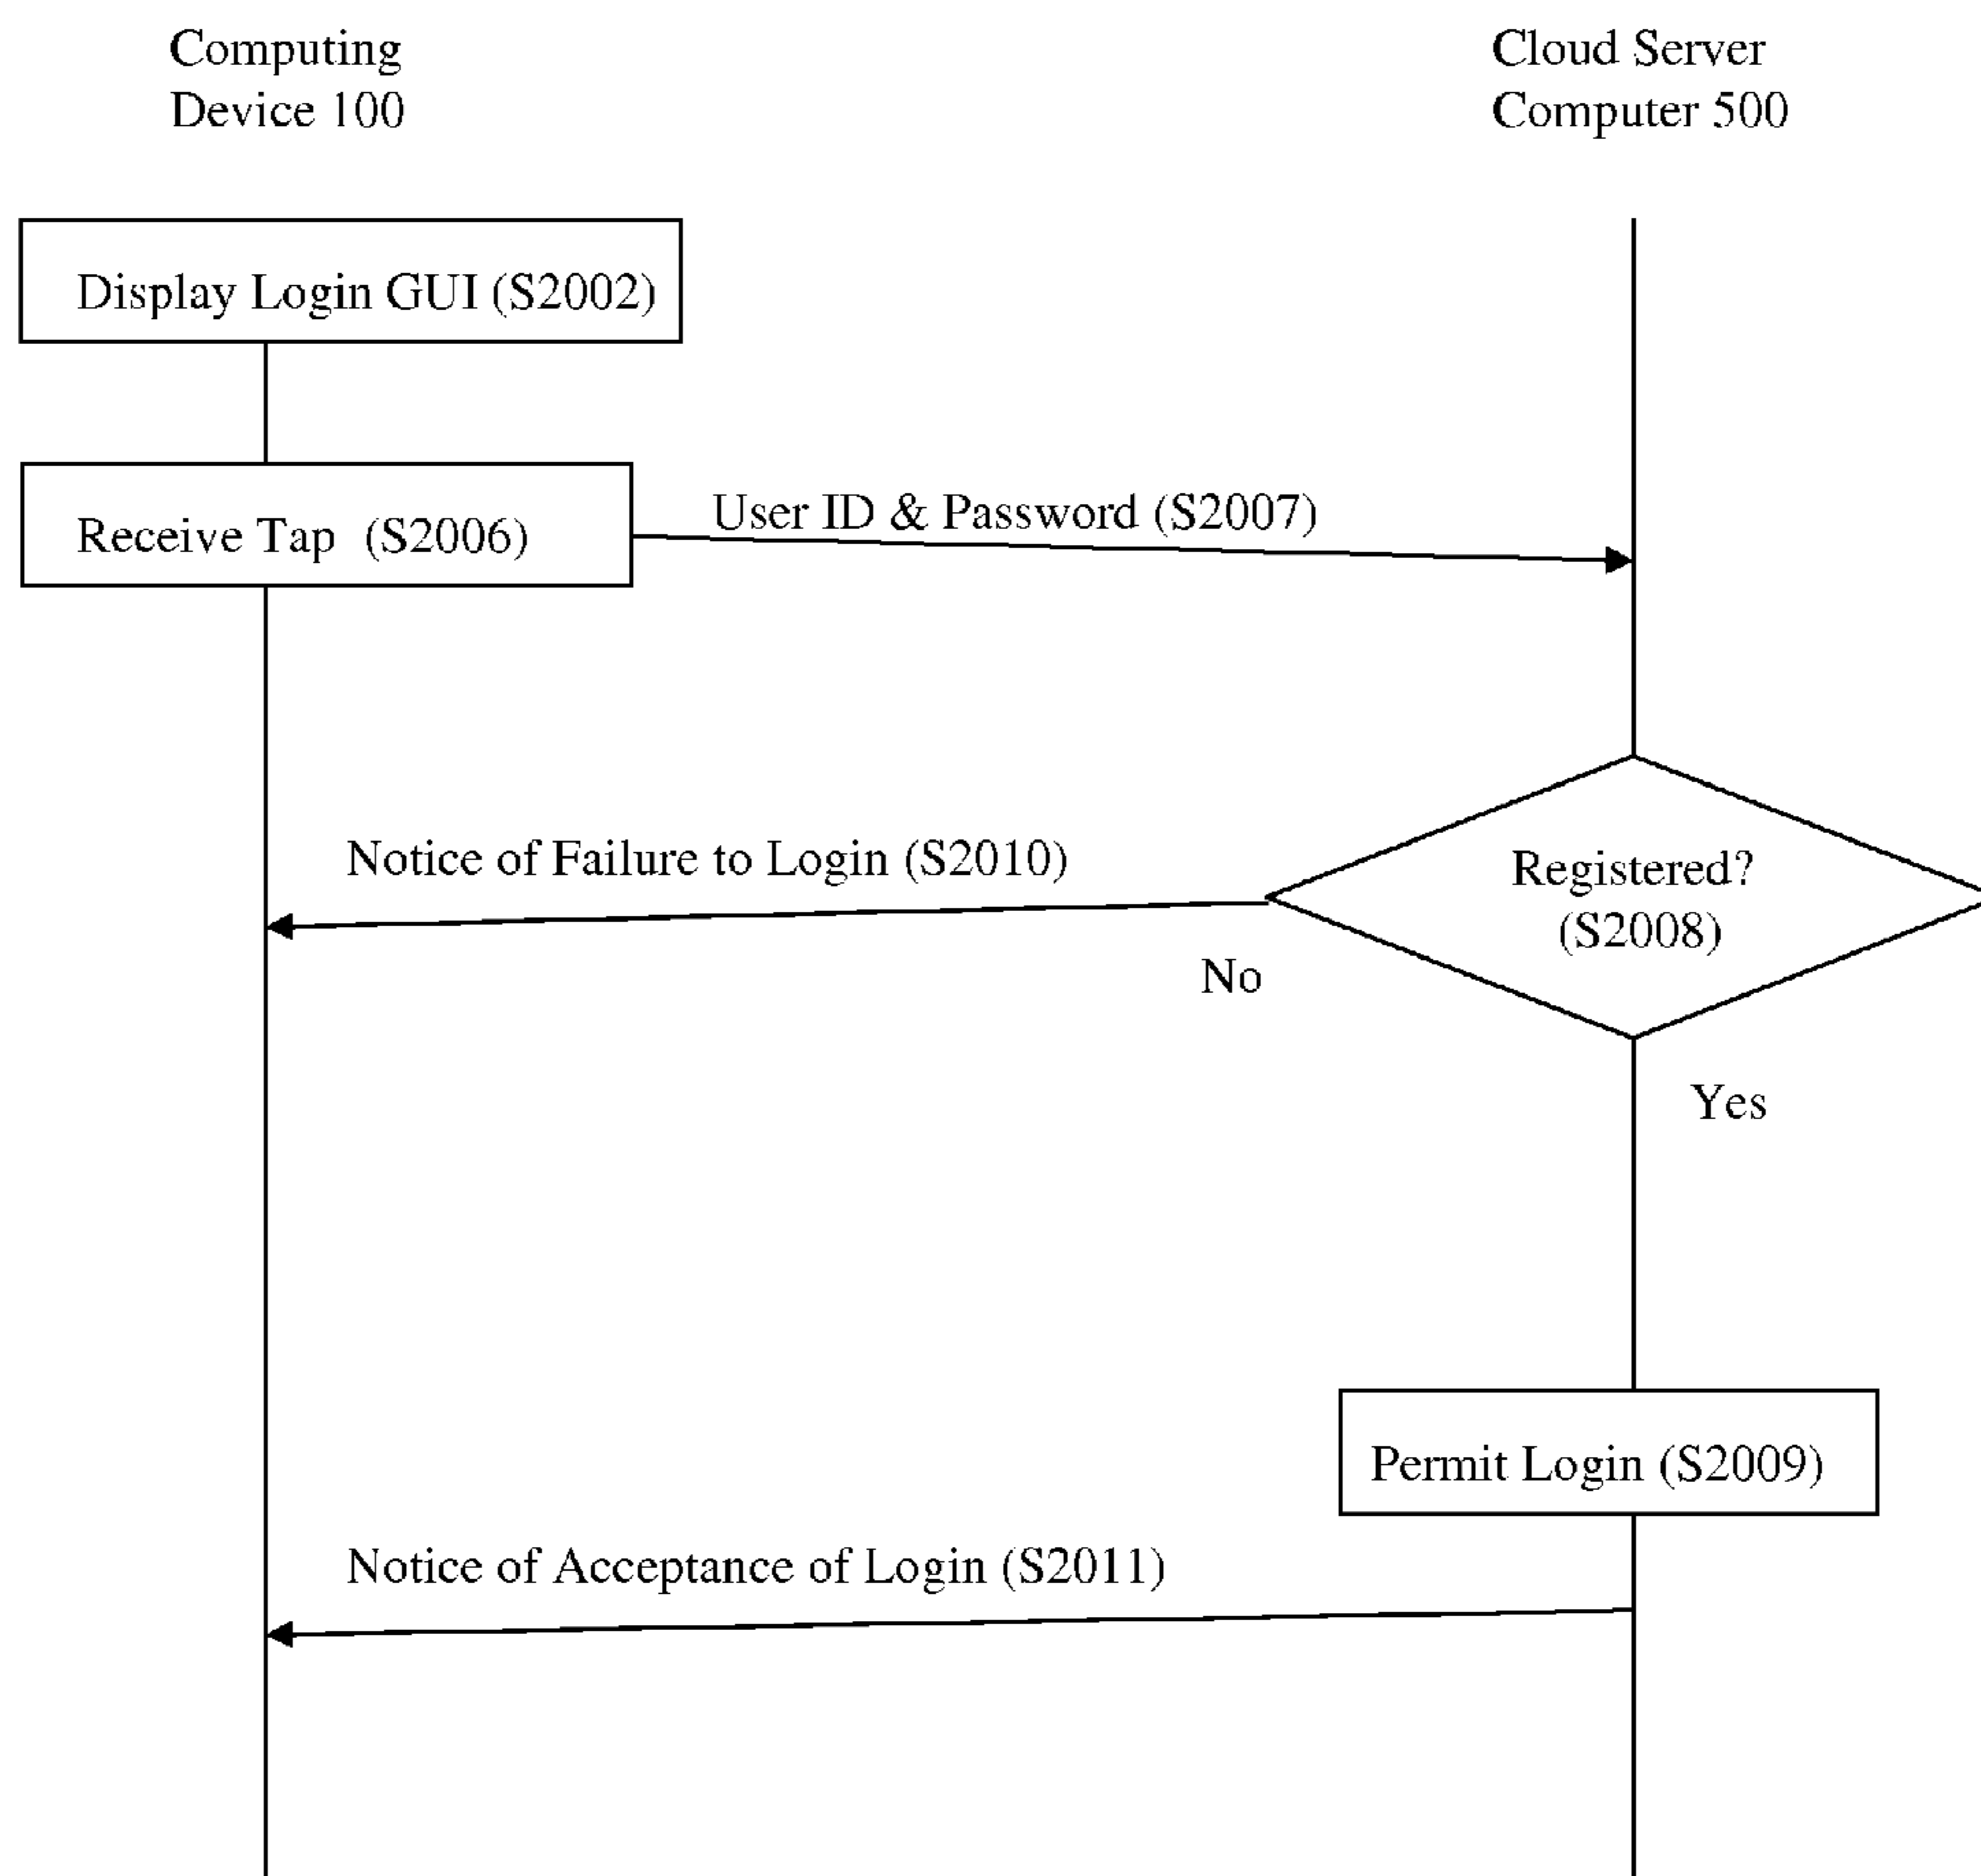 Computing
Device 100
Cloud Server
Computer 500
Display Login GUI (S2002)
Receive Tap (S2006)
User ID & Password (S2007)
Notice of Failure to Login (S2010)
Registered?
(S2008)
No
Yes
Permit Login (S2009)
Notice of Acceptance of Login (S2011)